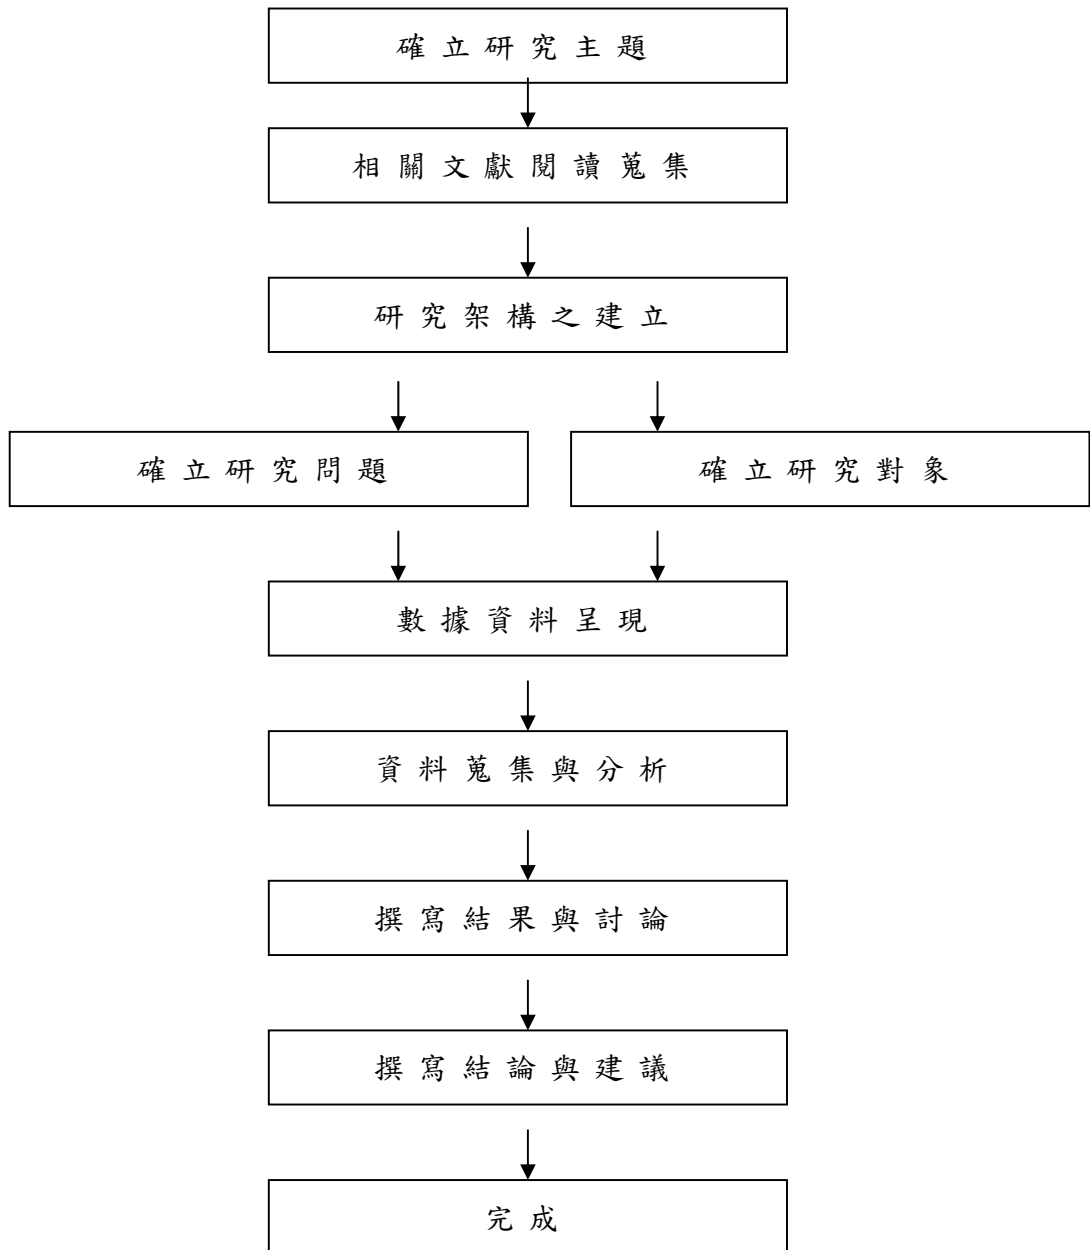 確立研究主題
相關文獻閱讀蒐集
研究架構之建立
確立研究問題
確立研究對象
數據資料呈現
資料蒐集與分析
撰寫結果與討論
撰寫結論與建議
完成